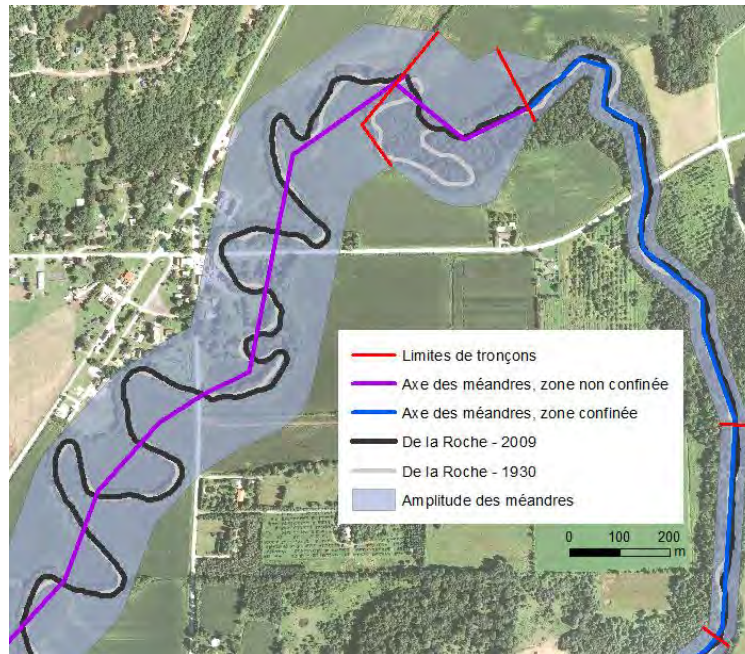 Limites de tronçons
Axe des méandres, zone non confinée
Axe des méandres, zone confinée
De la Roche - 2009
De la Roche - 1930
Amplitude des méandres
0 100 200
m